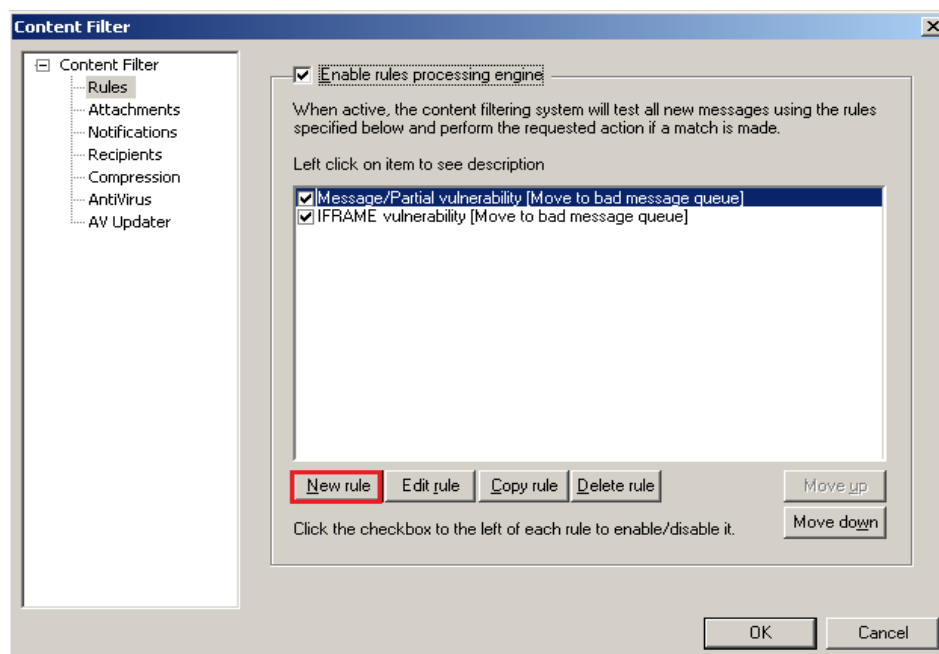 Content Filter
Content Filter
Rules
Attachments
Notifications
Recipients
Compression
AntiVirus
AV Updater
Enable rules processing engine
When active, the content filtering system will test all new messages using the rules
specified below and perform the requested action if a match is made.
Left click on item to see description
Message/Partial vulnerability [Move to bad message queue]
IFRAME vulnerability [Move to bad message queue]
New rule Edit rule Copy rule Delete rule Move up
Click the checkbox to the left of each rule to enable/disable it. Move down
OK Cancel